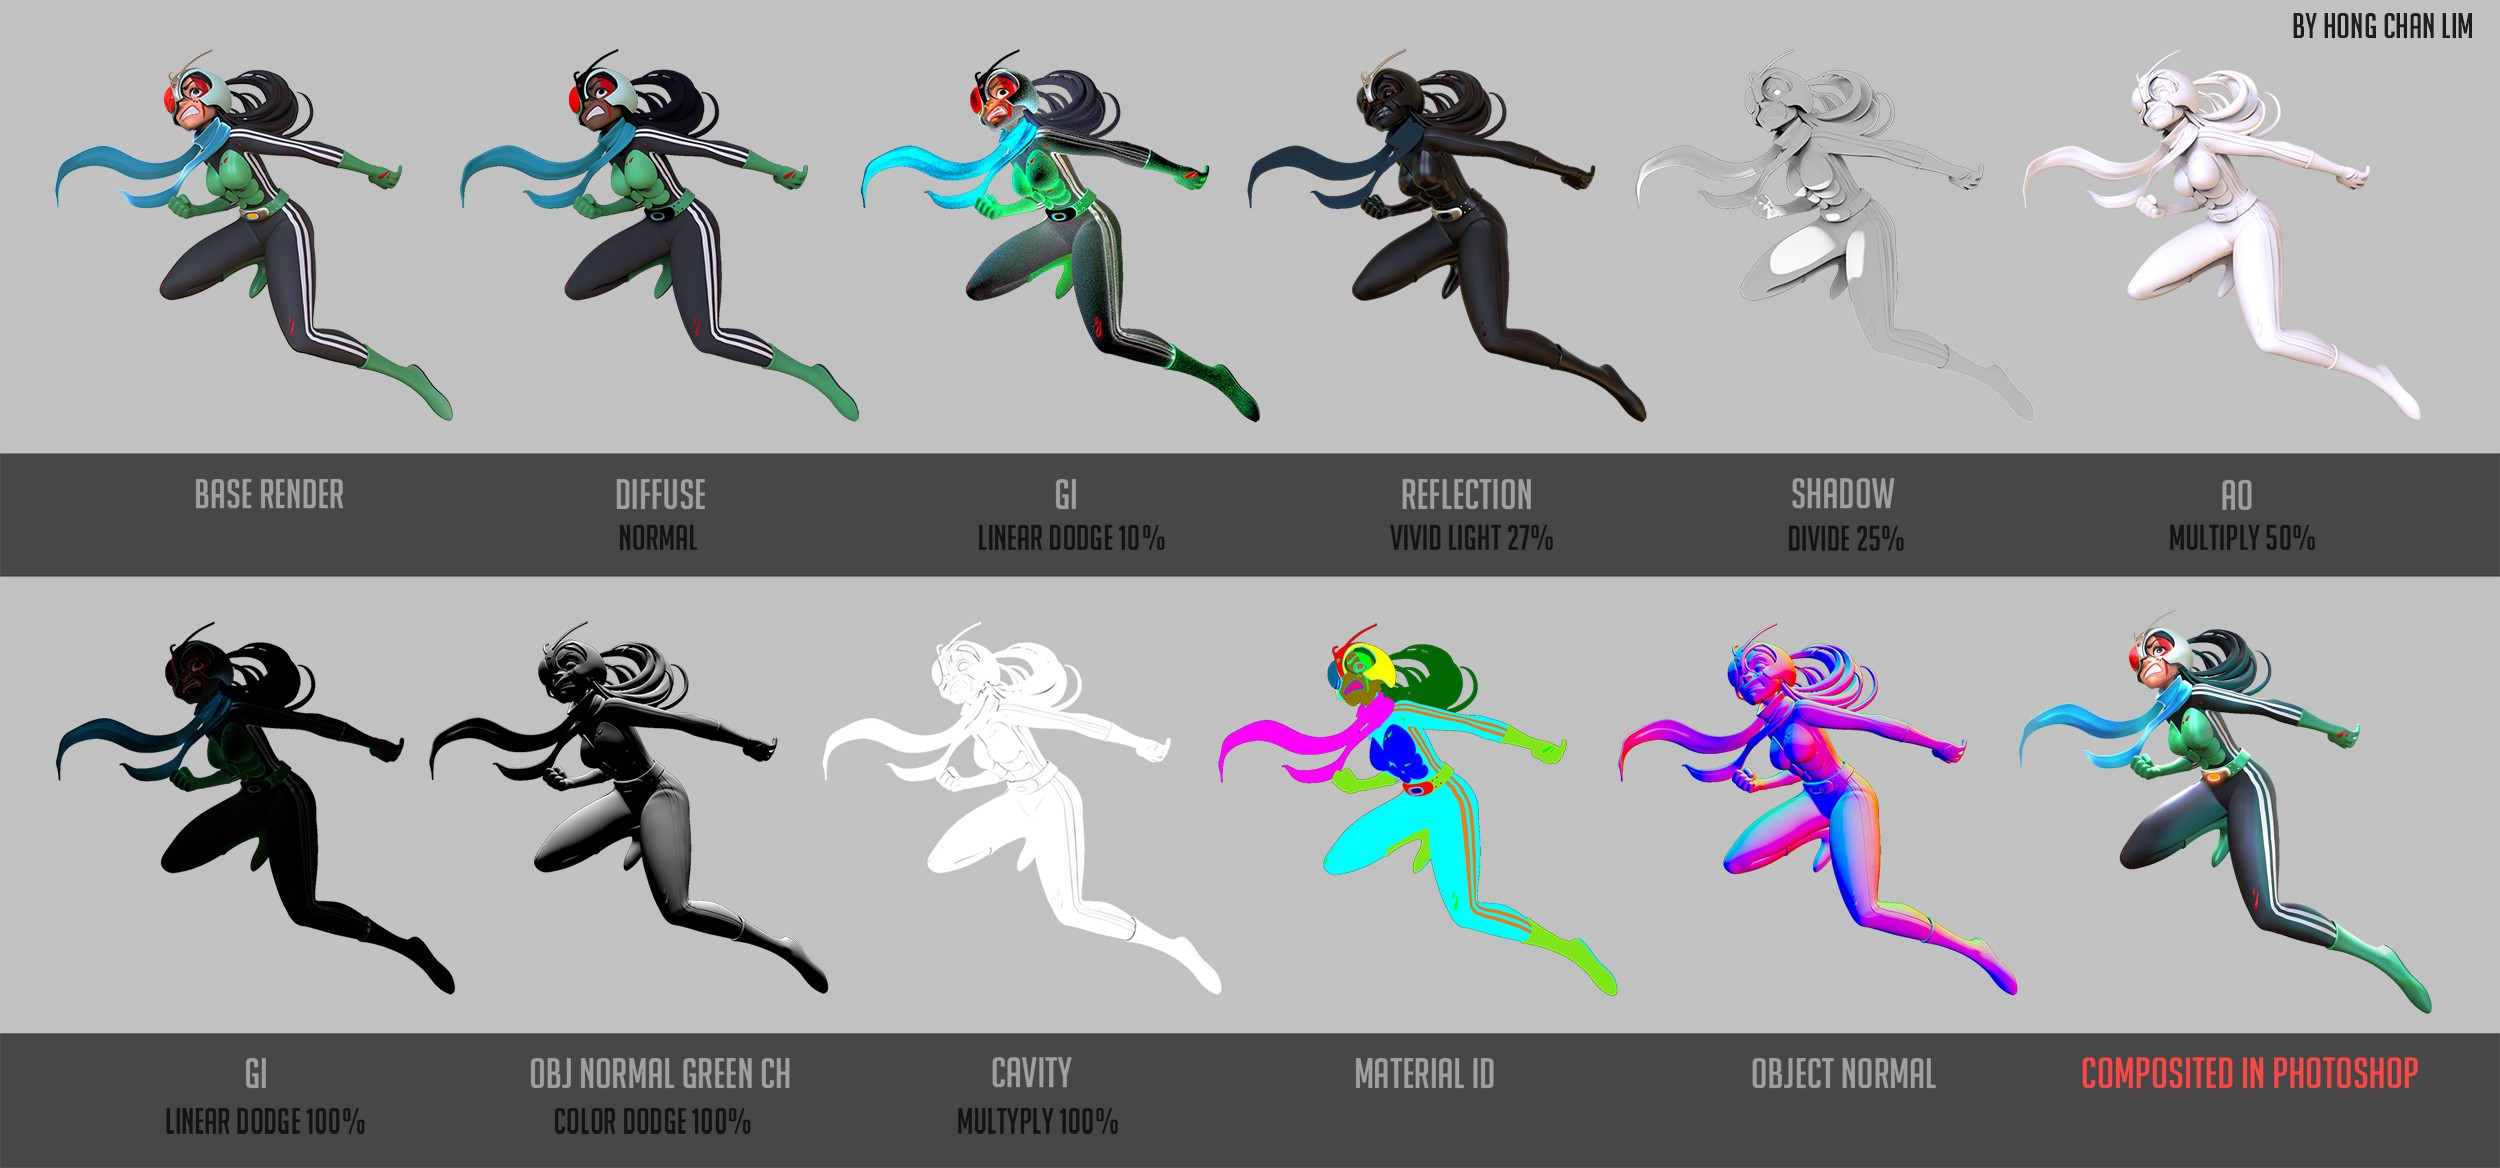 BY HONG CHAN LIM
BASE RENDER
DIFFUSE
NORMAL
GI
LINEAR DODGE 10%
REFLECTION
VIVID LIGHT 27%
SHADOW
DIVIDE 25%
AO
MULTIPLY 50%
GI
LINEAR DODGE 100%
OBJ NORMAL GREEN CH
COLOR DODGE 100%
CAVITY
MULTYPLY 100%
MATERIAL ID
OBJECT NORMAL
COMPOSITED IN PHOTOSHOP